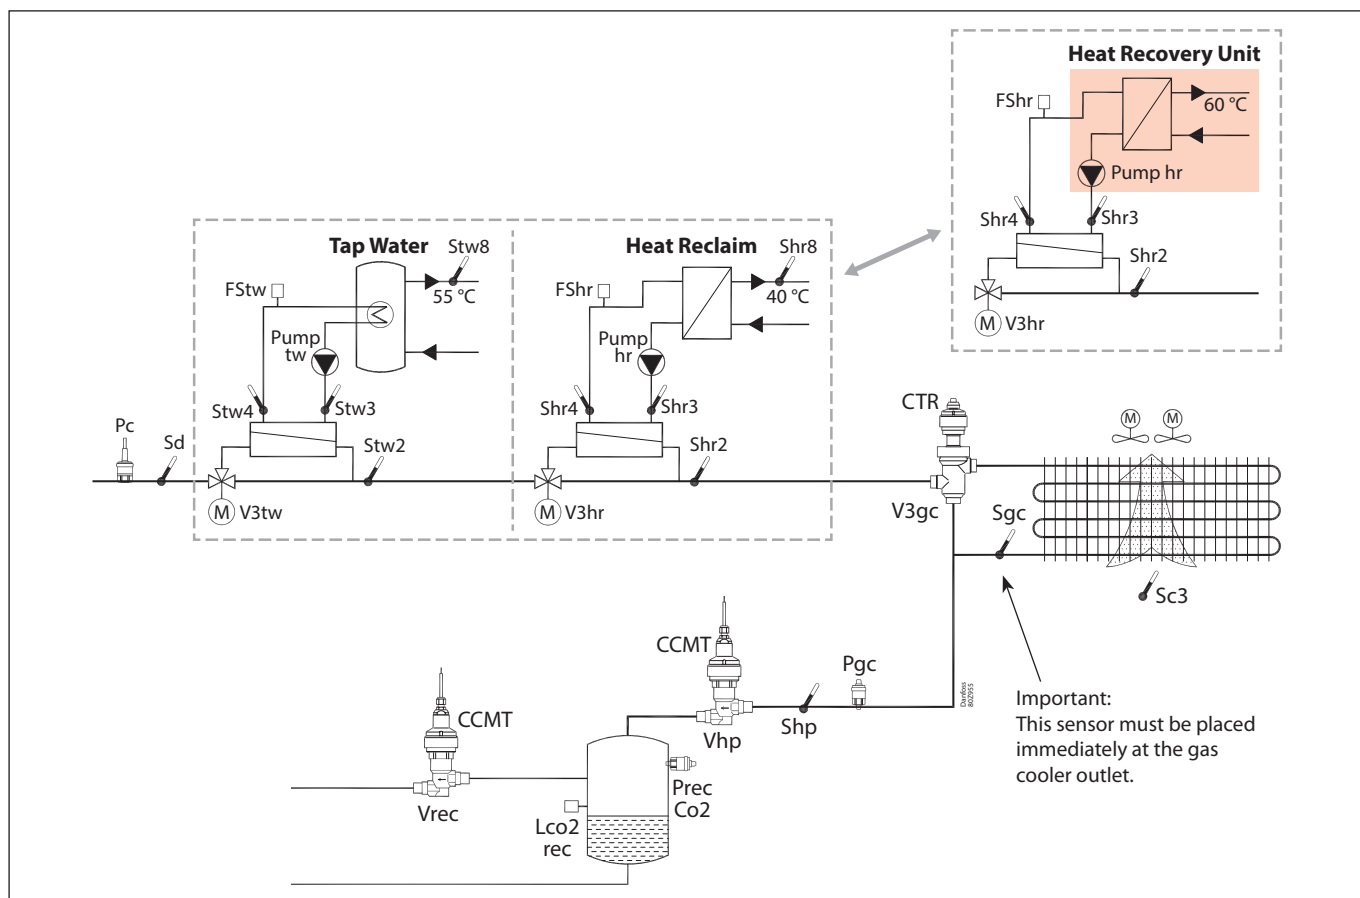 Heat Recovery Unit
FShr
60 °C
Pump hr
Shr4
Shr3
Shr2
M
V3hr
Tap Water
Stw8
FStw
55 °C
Pump
tw
Stw4
Stw3
Stw2
M
V3tw
Heat Reclaim
Shr8
FShr
40 °C
Pump
hr
Shr4
Shr3
Shr2
M
V3hr
Pc
Sd
CTR
V3gc
M
M
Sgc
Sc3
Important:
This sensor must be placed
immediately at the gas
cooler outlet.
Danfoss
80Z955
CCMT
Vhp
Shp
Pgc
CCMT
Vrec
Prec
Co2
Lco2
rec